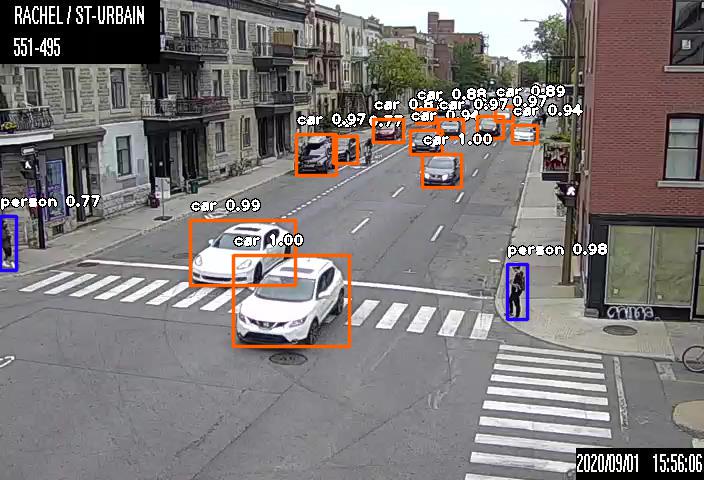 RACHEL / ST-URBAIN
551-495
car 0.88
car 0.89
car 0.97
car 0.97
car 0.94
car 0.94
car 1.00
person 0.77
car 0.99
car 1.00
person 0.98
2020/09/01 15:56:06